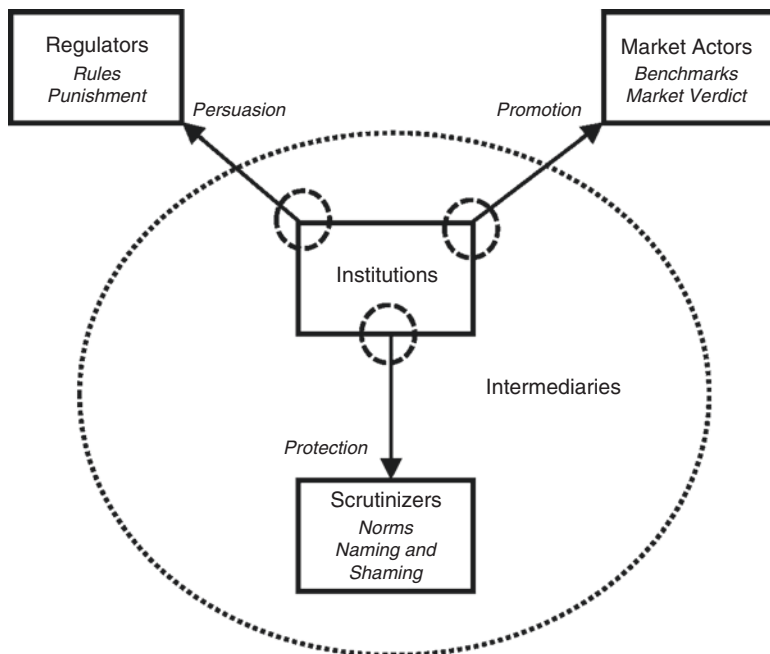 Regulators
Rules
Punishment
Market Actors
Benchmarks
Market Verdict
Persuasion
Promotion
Institutions
Intermediaries
Protection
Scrutinizers
Norms
Naming and
Shaming